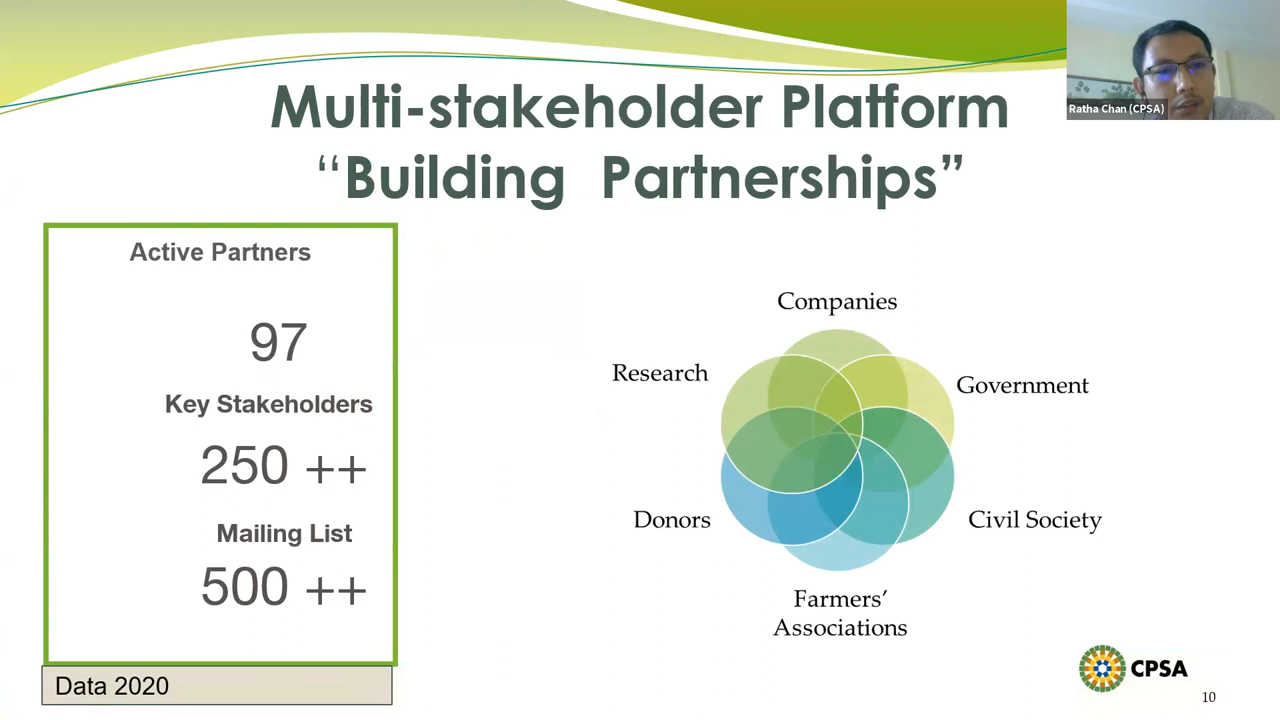 Multi-stakeholder Platform
“Building Partnerships”
Ratha Chan (CPSA)
Active Partners
97
Key Stakeholders
250 ++
Mailing List
500 ++
Data 2020
Companies
Research
Government
Donors
Civil Society
Farmers’
Associations
CPSA
10